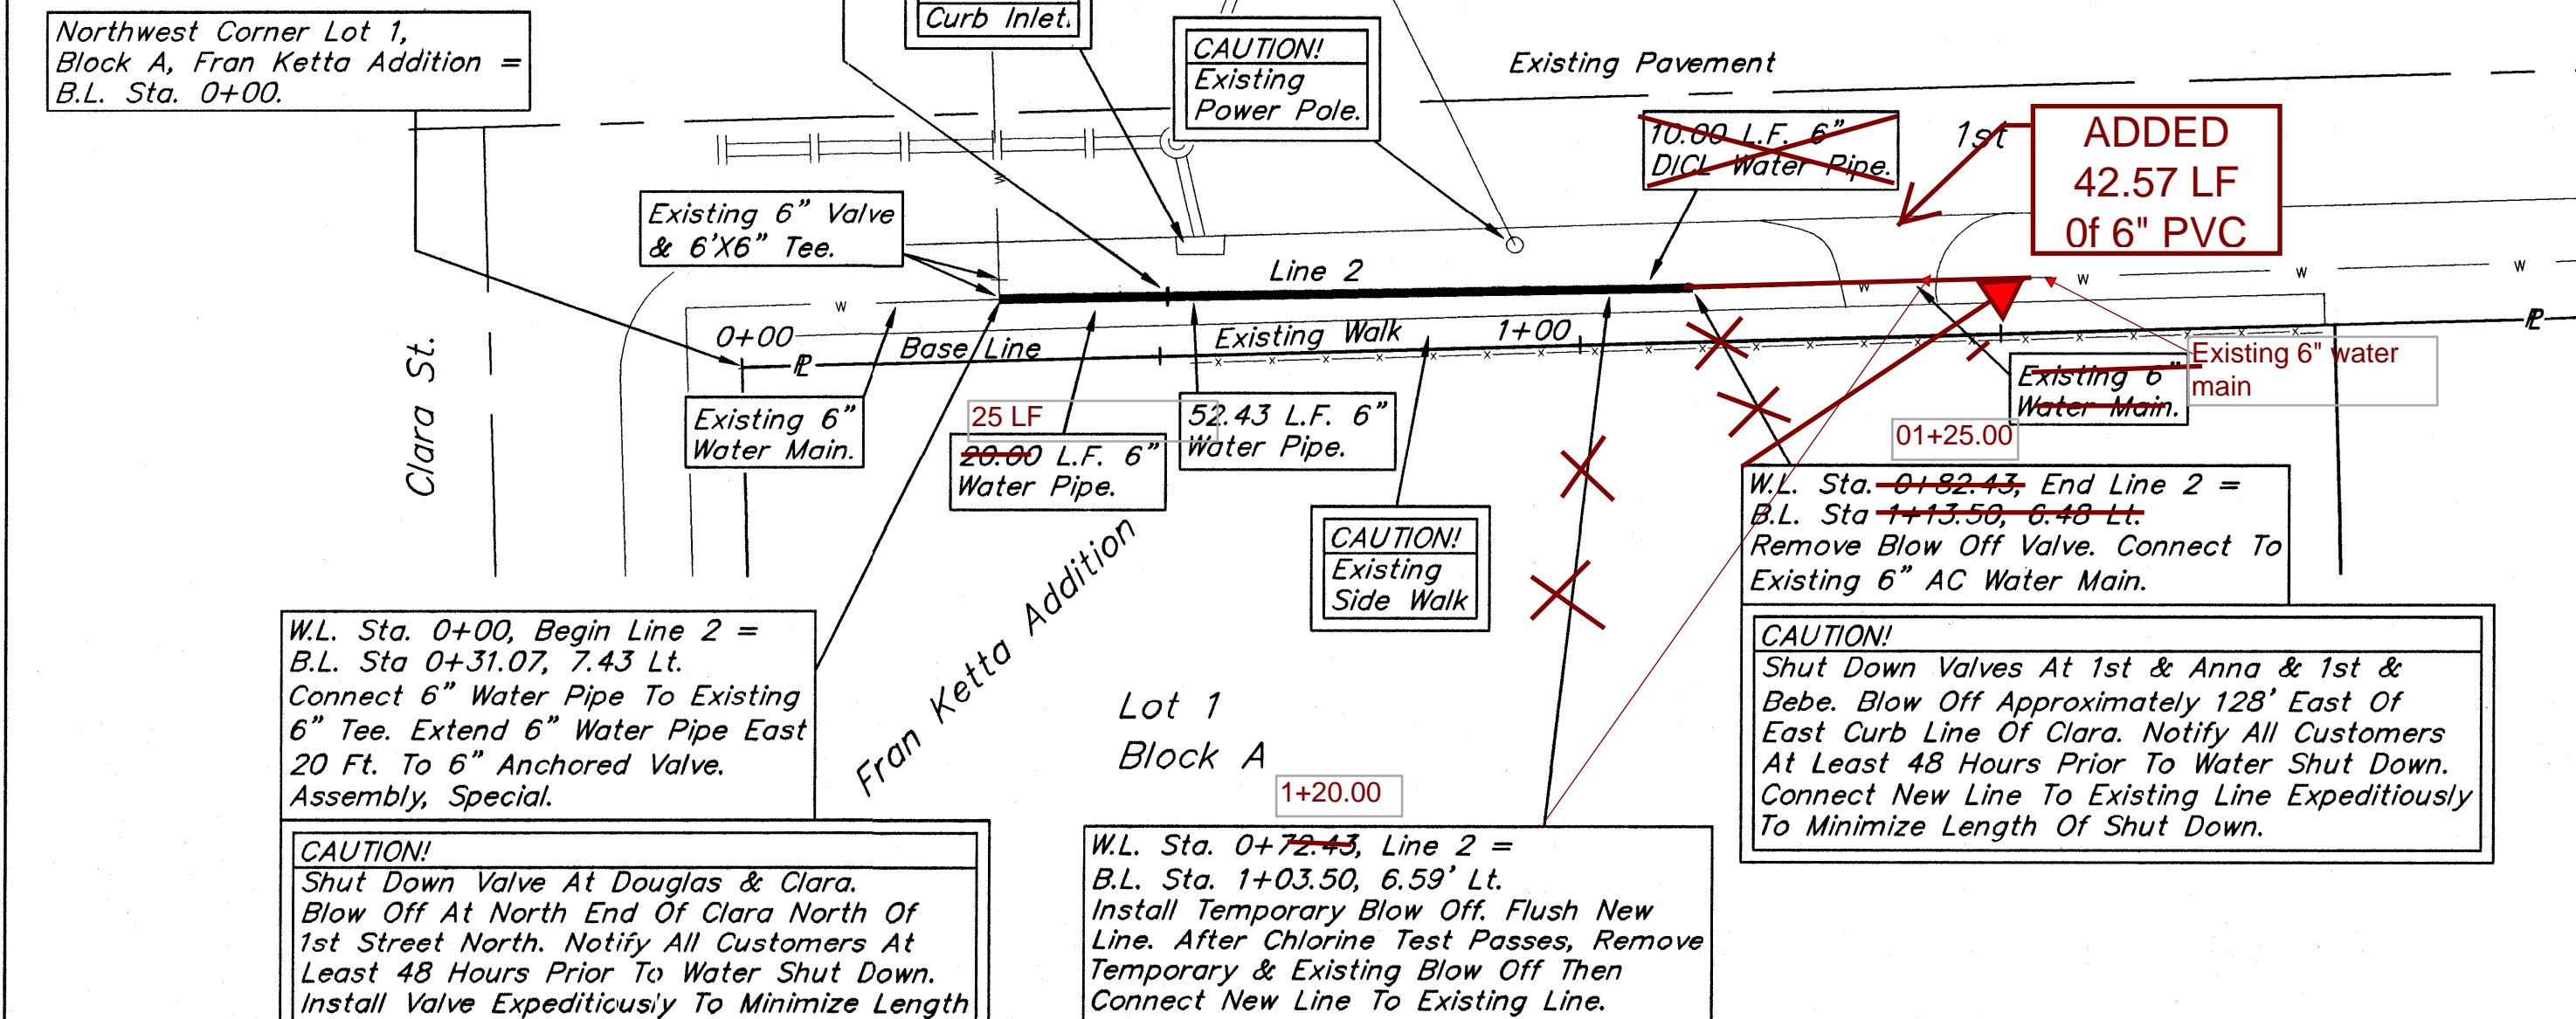 Northwest Corner Lot 1,
Block A, Fran Ketta Addition =
B.L. Sta. 0+00.
Curb Inlet.
CAUTION!
Existing
Power Pole.
Existing Pavement
10.00 L.F. 6"
DICL Water Pipe.
1st
ADDED
42.57 LF
0f 6" PVC
Existing 6" Valve
& 6'X6" Tee.
Line 2
W
W
W
W
W
W
W
0+00
Base Line
Existing Walk
1+00
PL
PL
Clara St.
Existing 6"
Water Main.
25 LF
20.00 L.F. 6"
Water Pipe.
52.43 L.F. 6"
Water Pipe.
CAUTION!
Existing
Side Walk
Existing 6"
Water Main.
Existing 6" water
main
01+25.00
W.L. Sta. 0+82.43, End Line 2 =
B.L. Sta 1+13.50, 6.48 Lt.
Remove Blow Off Valve. Connect To
Existing 6" AC Water Main.
CAUTION!
Shut Down Valves At 1st & Anna & 1st &
Bebe. Blow Off Approximately 128' East Of
East Curb Line Of Clara. Notify All Customers
At Least 48 Hours Prior To Water Shut Down.
Connect New Line To Existing Line Expeditiously
To Minimize Length Of Shut Down.
Fran Ketta Addition
Lot 1
Block A
W.L. Sta. 0+00, Begin Line 2 =
B.L. Sta 0+31.07, 7.43 Lt.
Connect 6" Water Pipe To Existing
6" Tee. Extend 6" Water Pipe East
20 Ft. To 6" Anchored Valve.
Assembly, Special.
CAUTION!
Shut Down Valve At Douglas & Clara.
Blow Off At North End Of Clara North Of
1st Street North. Notify All Customers At
Least 48 Hours Prior To Water Shut Down.
Install Valve Expeditiously To Minimize Length
1+20.00
W.L. Sta. 0+72.43, Line 2 =
B.L. Sta. 1+03.50, 6.59' Lt.
Install Temporary Blow Off. Flush New
Line. After Chlorine Test Passes, Remove
Temporary & Existing Blow Off Then
Connect New Line To Existing Line.